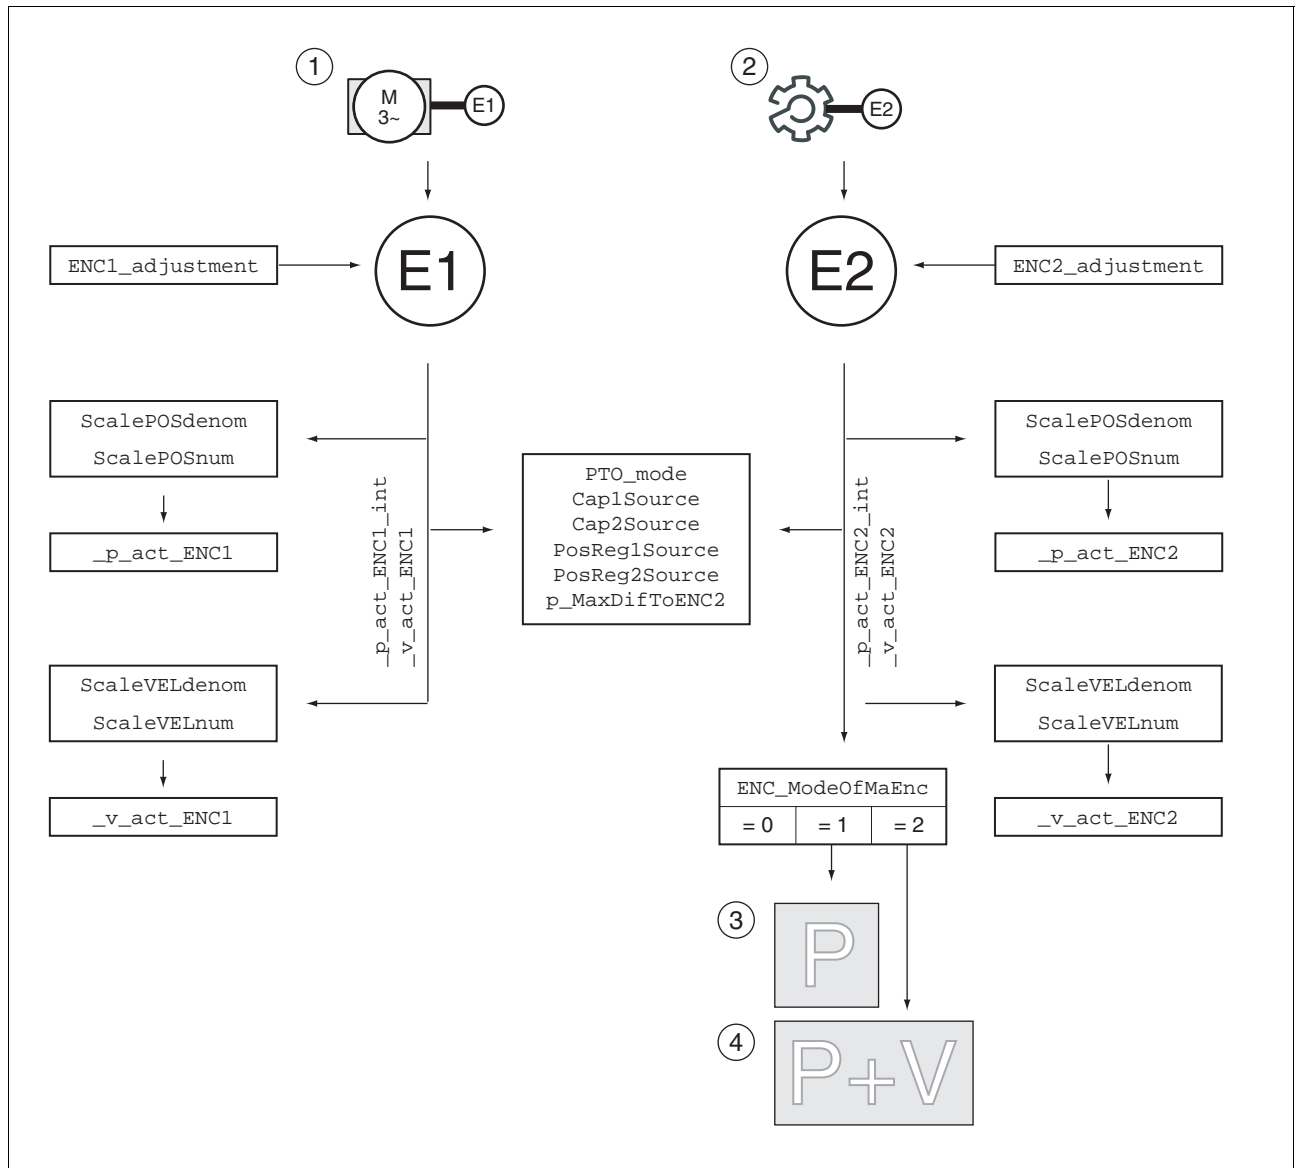 1
M
3~
E1
2
E2
E1
E2
ENC1_adjustment
ENC2_adjustment
ScalePOSdenom
ScalePOSnum
_p_act_ENC1
ScaleVELdenom
ScaleVELnum
_v_act_ENC1
_p_act_ENC1_int
_v_act_ENC1
PTO_mode
Cap1Source
Cap2Source
PosReg1Source
PosReg2Source
p_MaxDifToENC2
_p_act_ENC2_int
_v_act_ENC2
ScalePOSdenom
ScalePOSnum
_p_act_ENC2
ScaleVELdenom
ScaleVELnum
_v_act_ENC2
ENC_ModeOfMaEnc
= 0 = 1 = 2
3
P
4
P+V